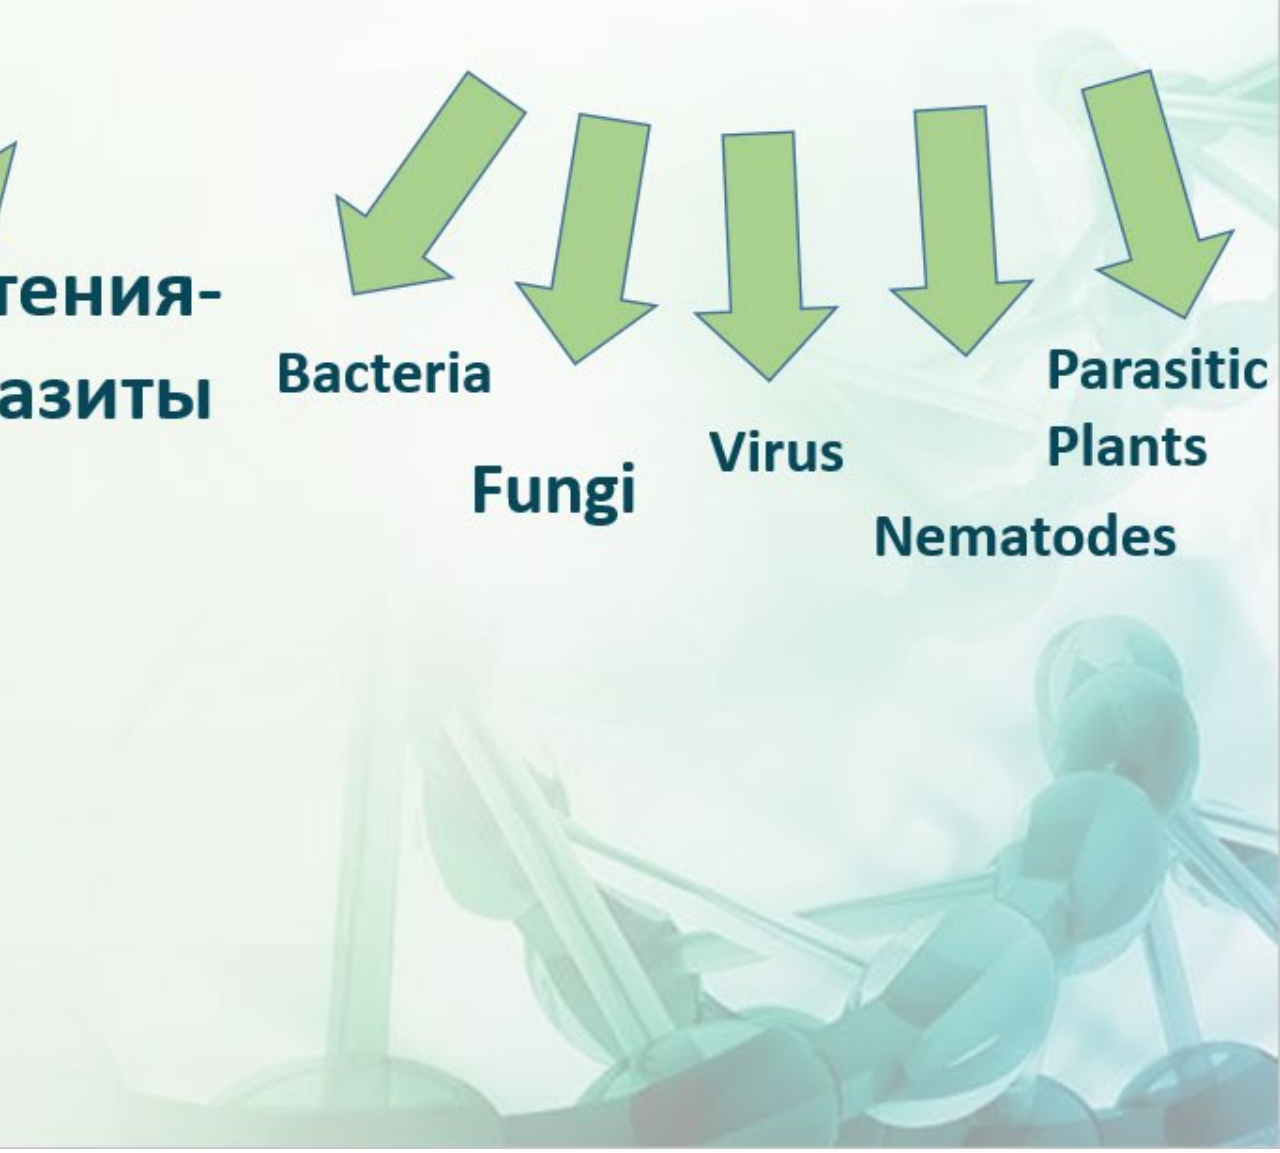 тения-
азиты
Bacteria
Fungi
Virus
Nematodes
Parasitic
Plants